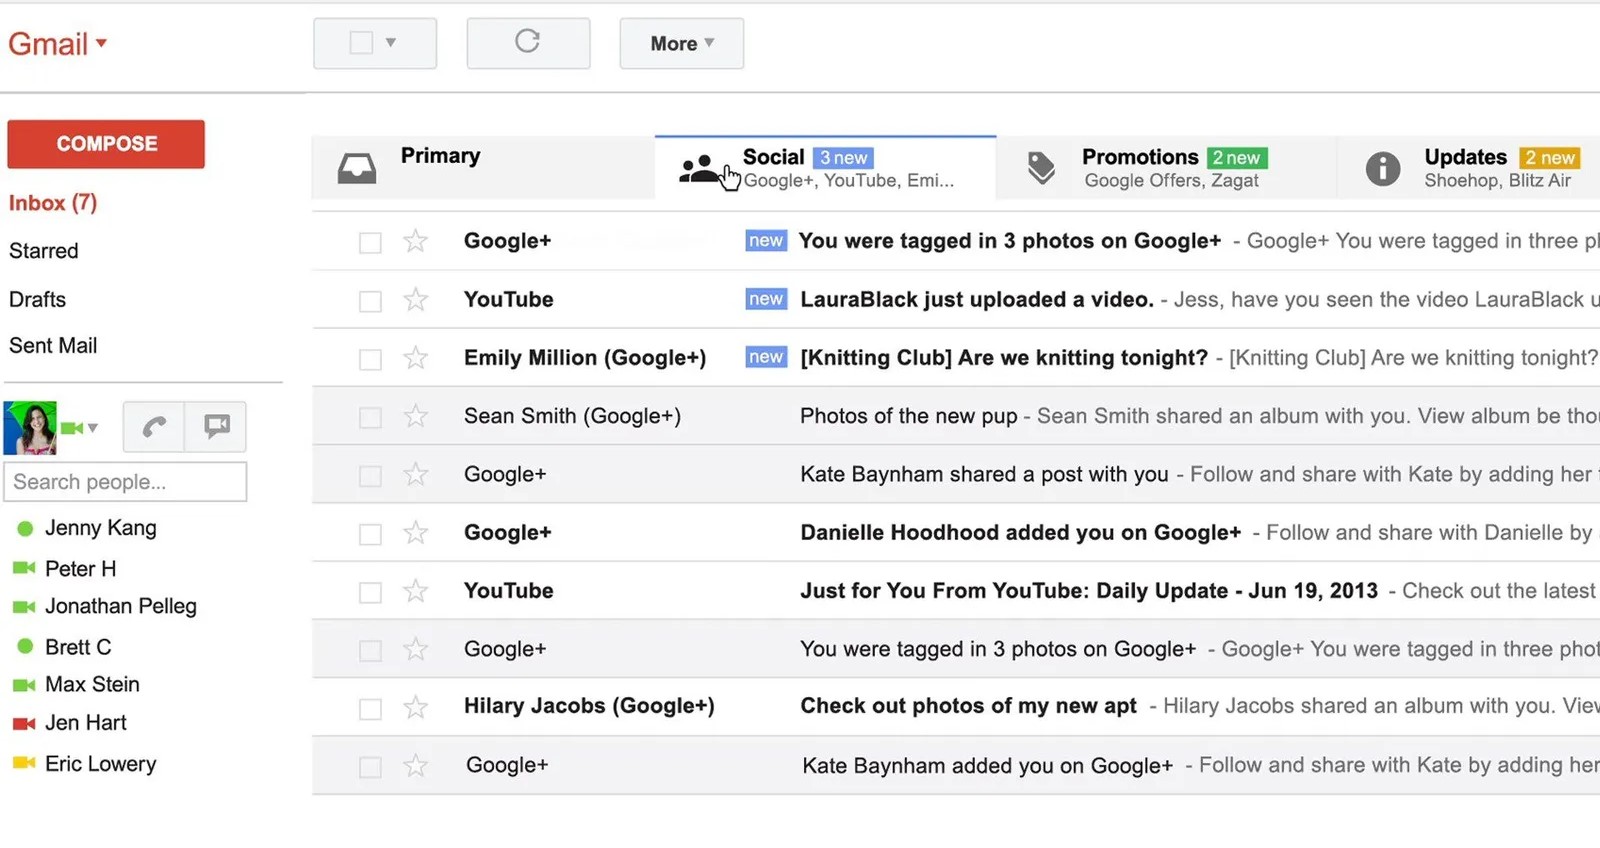 Gmail
More
COMPOSE
Inbox (7)
Starred
Drafts
Sent Mail
Search people...
Jenny Kang
Peter H
Jonathan Pelleg
Brett C
Max Stein
Jen Hart
Eric Lowery
Primary
Social 3 new
Google+, YouTube, Emi...
Promotions 2 new
Google Offers, Zagat
Updates 2 new
Shoehop, Blitz Air
Google+ new You were tagged in 3 photos on Google+ - Google+ You were tagged in three
YouTube new LauraBlack just uploaded a video. - Jess, have you seen the video LauraBlack
Emily Million (Google+) new [Knitting Club] Are we knitting tonight? - [Knitting Club] Are we knitting tonight?
Sean Smith (Google+) Photos of the new pup - Sean Smith shared an album with you. View album be thou
Google+ Kate Baynham shared a post with you - Follow and share with Kate by adding her
Google+ Danielle Hoodhood added you on Google+ - Follow and share with Danielle by
YouTube Just for You From YouTube: Daily Update - Jun 19, 2013 - Check out the latest
Google+ You were tagged in 3 photos on Google+ - Google+ You were tagged in three phot
Hilary Jacobs (Google+) Check out photos of my new apt - Hilary Jacobs shared an album with you. View
Google+ Kate Baynham added you on Google+ - Follow and share with Kate by adding her